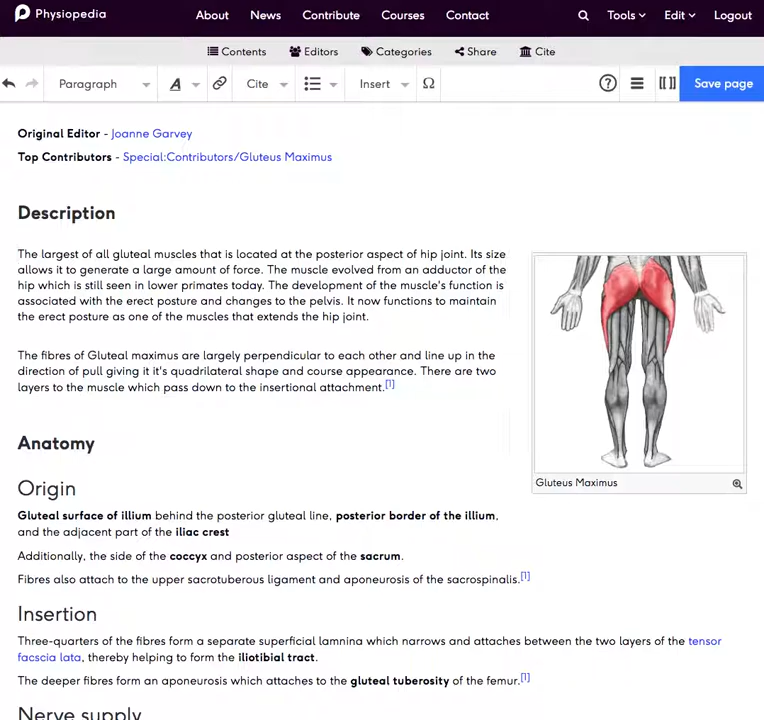 Physiopedia
About News Contribute Courses Contact Tools Edit Logout
Contents Editors Categories Share Cite
Paragraph A Cite Insert Ω ? [[ ]] Save page
Original Editor - Joanne Garvey
Top Contributors - Special:Contributors/Gluteus Maximus
Description
The largest of all gluteal muscles that is located at the posterior aspect of hip joint. Its size
allows it to generate a large amount of force. The muscle evolved from an adductor of the
hip which is still seen in lower primates today. The development of the muscle's function is
associated with the erect posture and changes to the pelvis. It now functions to maintain
the erect posture as one of the muscles that extends the hip joint.
The fibres of Gluteal maximus are largely perpendicular to each other and line up in the
direction of pull giving it it's quadrilateral shape and course appearance. There are two
layers to the muscle which pass down to the insertional attachment.[1]
Gluteus Maximus
Anatomy
Origin
Gluteal surface of illium behind the posterior gluteal line, posterior border of the illium,
and the adjacent part of the iliac crest
Additionally, the side of the coccyx and posterior aspect of the sacrum.
Fibres also attach to the upper sacrotuberous ligament and aponeurosis of the sacrospinalis.[1]
Insertion
Three-quarters of the fibres form a separate superficial lamnina which narrows and attaches between the two layers of the tensor
facscia lata, thereby helping to form the iliotibial tract.
The deeper fibres form an aponeurosis which attaches to the gluteal tuberosity of the femur.[1]
Nerve supply